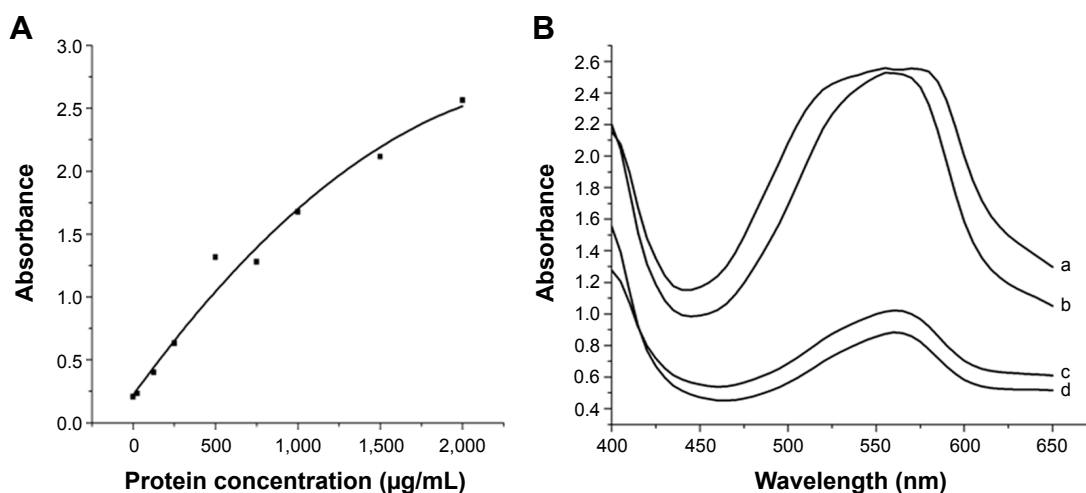 A
3.0
2.5
2.0
1.5
1.0
0.5
0.0
0 500 1,000 1,500 2,000
Absorbance
Protein concentration (µg/mL)
B
2.6
2.4
2.2
2.0
1.8
1.6
1.4
1.2
1.0
0.8
0.6
0.4
400 450 500 550 600 650
Absorbance
Wavelength (nm)
a
b
c
d